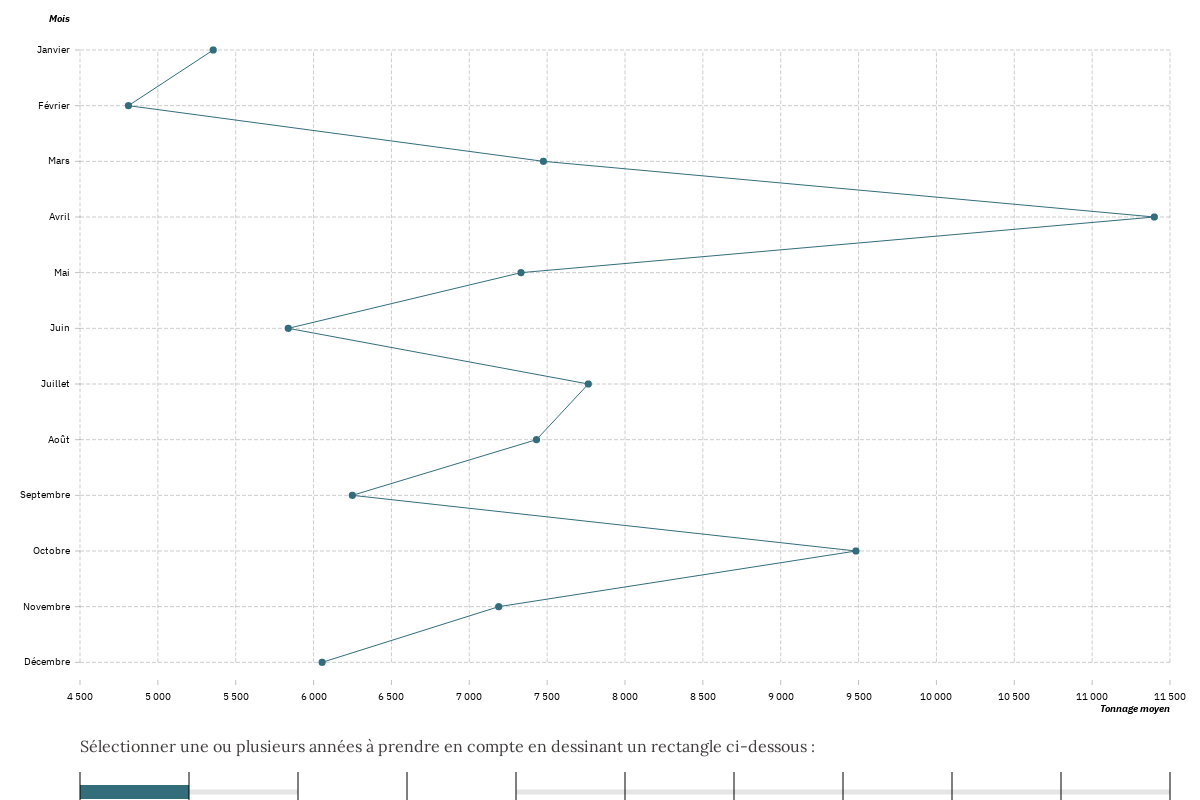 Mois
Janvier
Février
Mars
Avril
Mai
Juin
Juillet
Août
Septembre
Octobre
Novembre
Décembre
4 500 5 000 5 500 6 000 6 500 7 000 7 500 8 000 8 500 9 000 9 500 10 000 10 500 11 000 11 500
Tonnage moyen
Sélectionner une ou plusieurs années à prendre en compte en dessinant un rectangle ci-dessous :